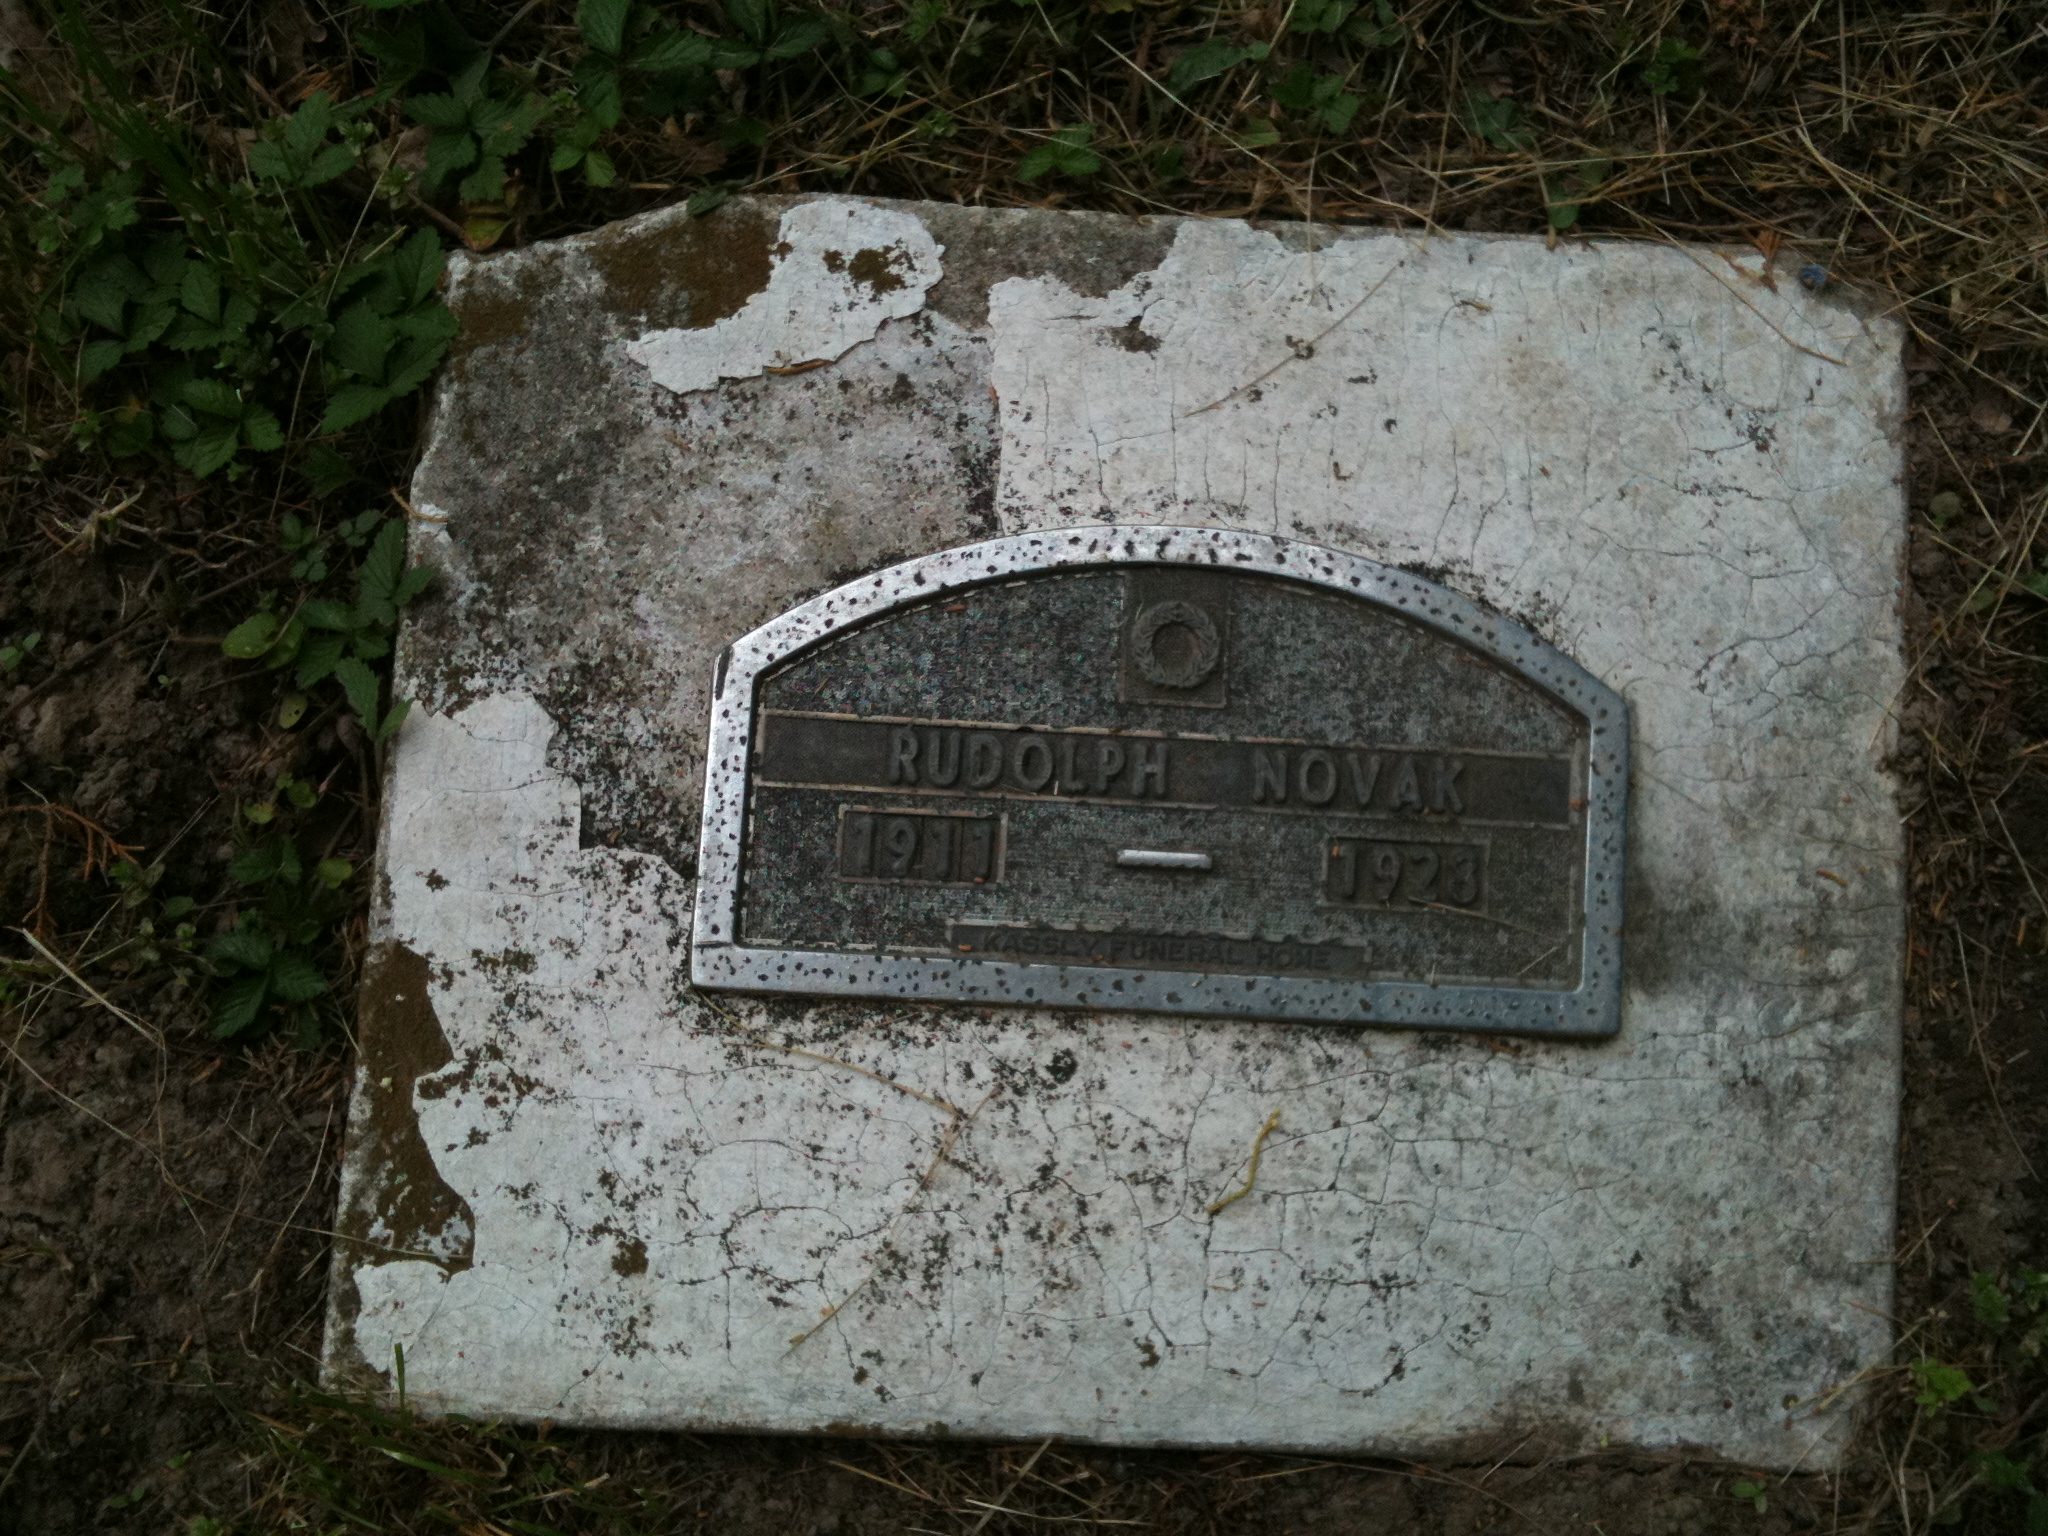 RUDOLPH NOVAK
1911 — 1923
KASSLY FUNERAL HOME